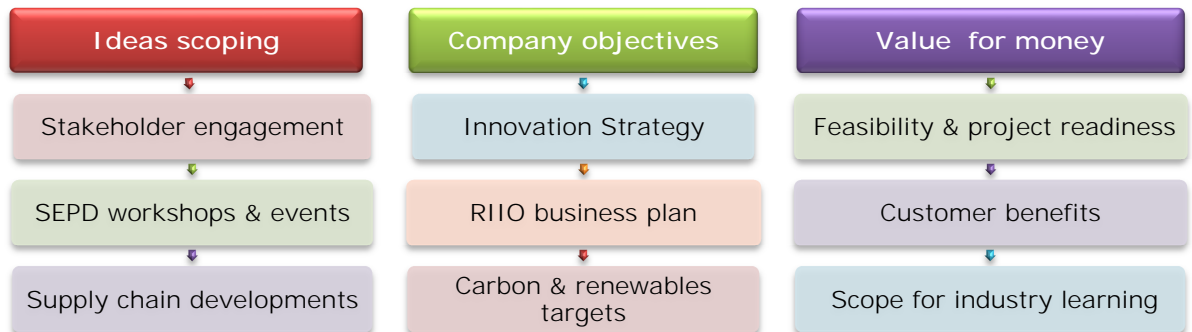 Ideas scoping
Stakeholder engagement
SEPD workshops & events
Supply chain developments
Company objectives
Innovation Strategy
RIIO business plan
Carbon & renewables
targets
Value for money
Feasibility & project readiness
Customer benefits
Scope for industry learning